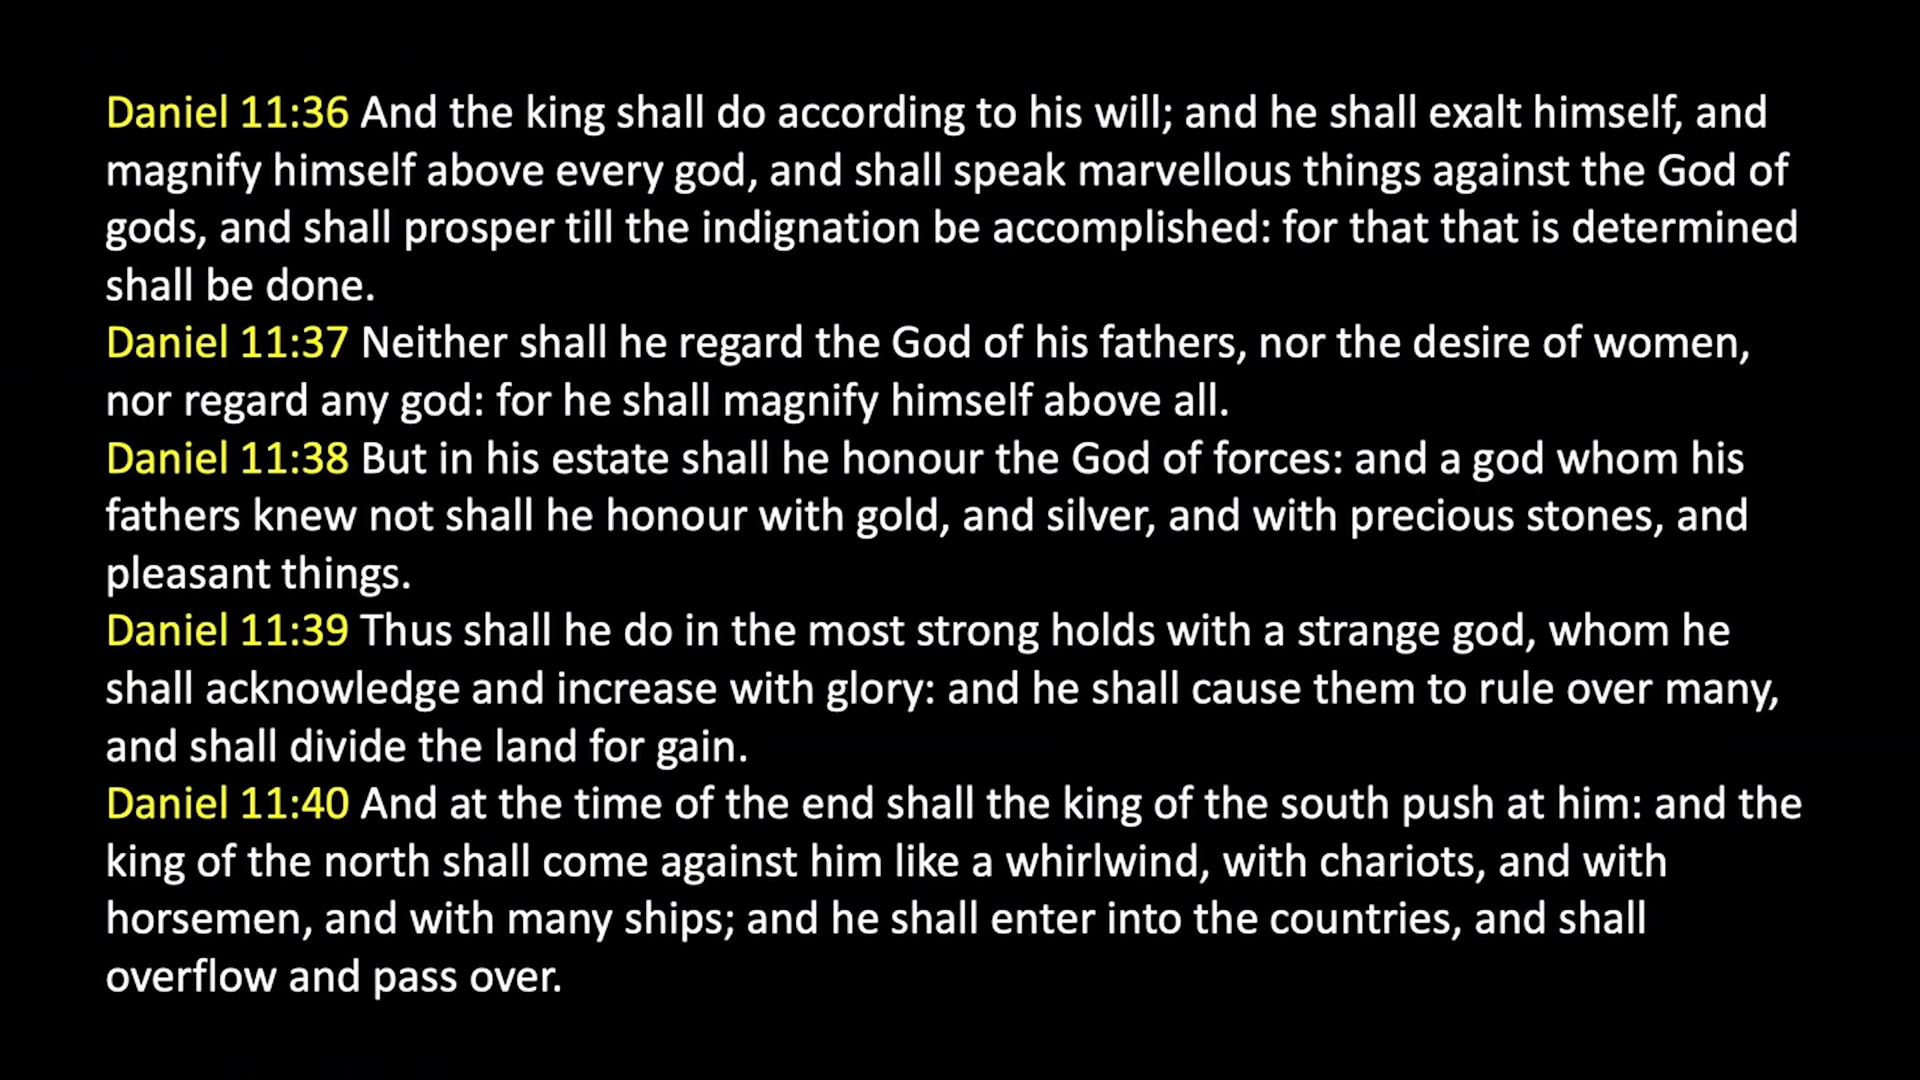 Daniel 11:36 And the king shall do according to his will; and he shall exalt himself, and
magnify himself above every god, and shall speak marvellous things against the God of
gods, and shall prosper till the indignation be accomplished: for that that is determined
shall be done.
Daniel 11:37 Neither shall he regard the God of his fathers, nor the desire of women,
nor regard any god: for he shall magnify himself above all.
Daniel 11:38 But in his estate shall he honour the God of forces: and a god whom his
fathers knew not shall he honour with gold, and silver, and with precious stones, and
pleasant things.
Daniel 11:39 Thus shall he do in the most strong holds with a strange god, whom he
shall acknowledge and increase with glory: and he shall cause them to rule over many,
and shall divide the land for gain.
Daniel 11:40 And at the time of the end shall the king of the south push at him: and the
king of the north shall come against him like a whirlwind, with chariots, and with
horsemen, and with many ships; and he shall enter into the countries, and shall
overflow and pass over.